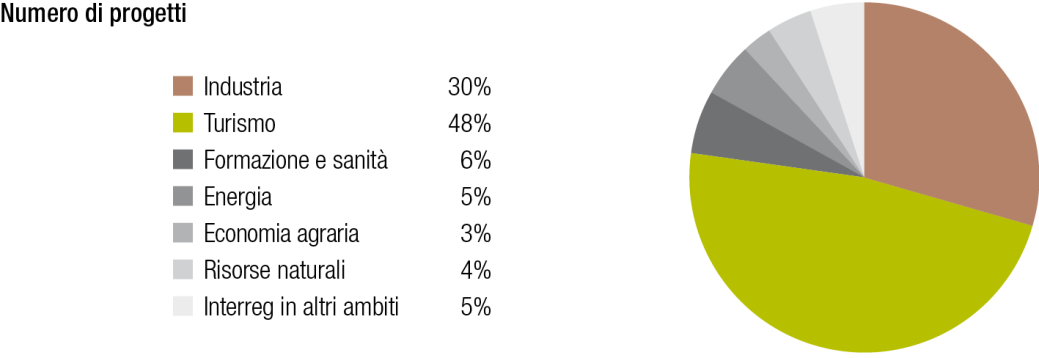 Numero di progetti
Industria 30%
Turismo 48%
Formazione e sanità 6%
Energia 5%
Economia agraria 3%
Risorse naturali 4%
Interreg in altri ambiti 5%